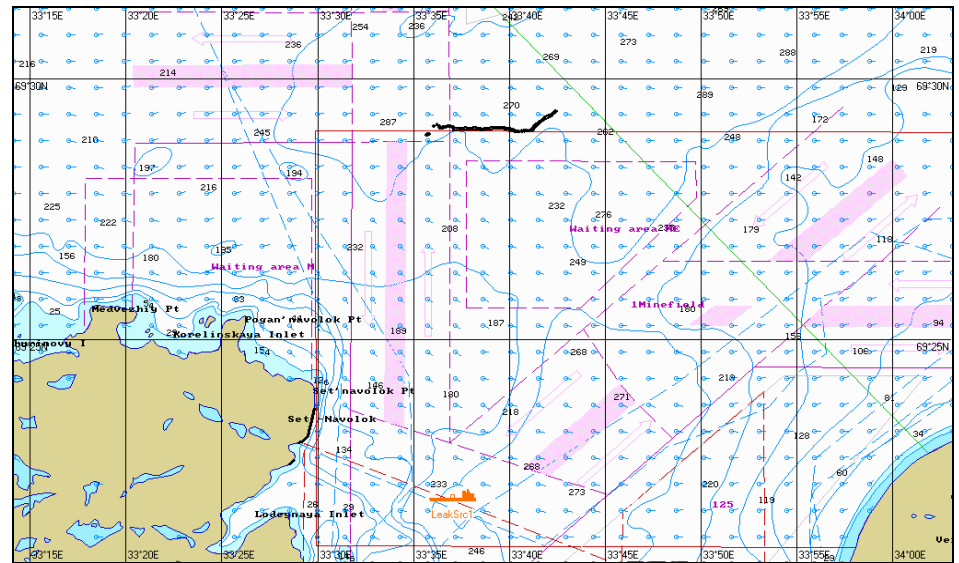 33°15E 33°20E 33°25E 33°30E 33°35E 33°40E 33°45E 33°50E 33°55E 34°00E
254 236 242
236 273 288 219
269
216 214
69°30N 129 69°30N
289
270
287 172
245 262 248
210
148
197 194 142
216
225 232
222 276
208 179
118
232
156 180 195 249
Waiting area N
63
Medvezhiy Pt 1Minefield
25 180
Pogan'navolok Pt 187 94
29 189
Korelinskaya Inlet 155
69°25N
154 268 106
146 219
Set'navolok Pt 180 271 81
218
Set'-Navolok
128 34
134
268 60
233 220
273 119
26 29 125
LeakSrc1
Lodeynaya Inlet
246
33°15E 33°20E 33°25E 33°30E 33°35E 33°40E 33°45E 33°50E 33°55E 34°00E